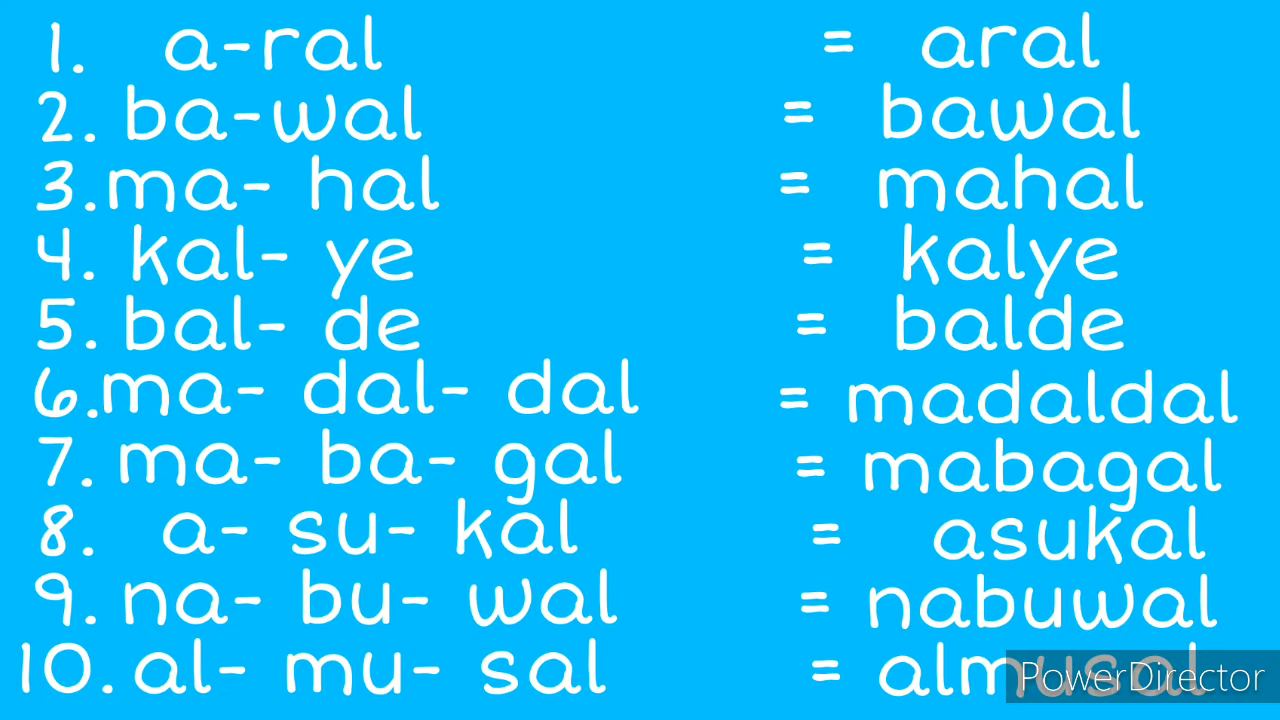 1. a-ral = aral
2. ba-wal = bawal
3.ma- hal = mahal
4. kal- ye = kalye
5. bal- de = balde
6.ma- dal- dal = madaldal
7. ma- ba- gal = mabagal
8. a- su- kal = asukal
9. na- bu- wal = nabuwal
10. al- mu- sal = almusal
PowerDirector